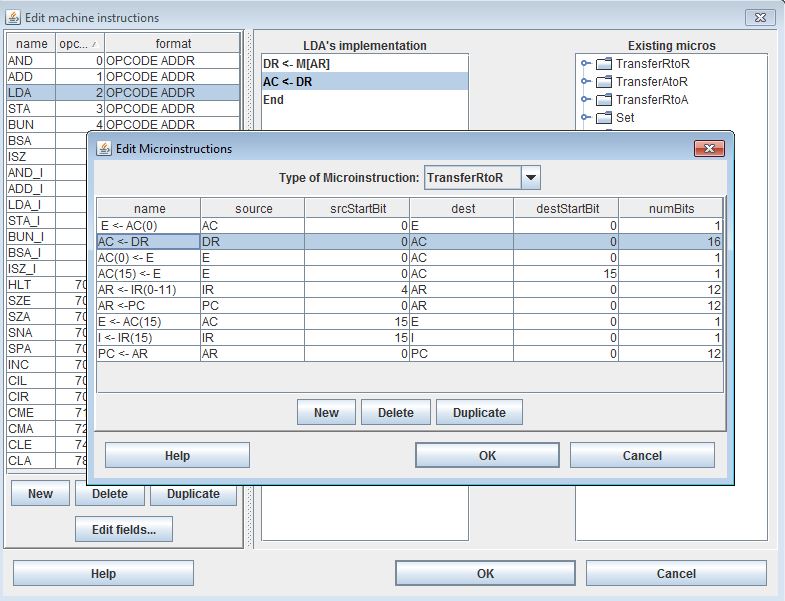 Edit machine instructions
name opc... format
AND 0 OPCODE ADDR
ADD 1 OPCODE ADDR
LDA 2 OPCODE ADDR
STA 3 OPCODE ADDR
BUN 4 OPCODE ADDR
BSA
ISZ
AND_I
ADD_I
LDA_I
STA_I
BUN_I
BSA_I
ISZ_I
HLT 70
SZE 70
SZA 70
SNA 70
SPA 70
INC 70
CIL 70
CIR 70
CME 71
CMA 72
CLE 74
CLA 78
New Delete Duplicate
Edit fields...
LDA's implementation
DR <- M[AR]
AC <- DR
End
Existing micros
TransferRtoR
TransferAtoR
TransferRtoA
Set
Edit Microinstructions
Type of Microinstruction: TransferRtoR
name source srcStartBit dest destStartBit numBits
E <- AC(0) AC 0 E 0 1
AC <- DR DR 0 AC 0 16
AC(0) <- E E 0 AC 0 1
AC(15) <- E E 0 AC 15 1
AR <- IR(0-11) IR 4 AR 0 12
AR <-PC PC 0 AR 0 12
E <- AC(15) AC 15 E 0 1
I <- IR(15) IR 15 I 0 1
PC <- AR AR 0 PC 0 12
New Delete Duplicate
Help OK Cancel
Help OK Cancel